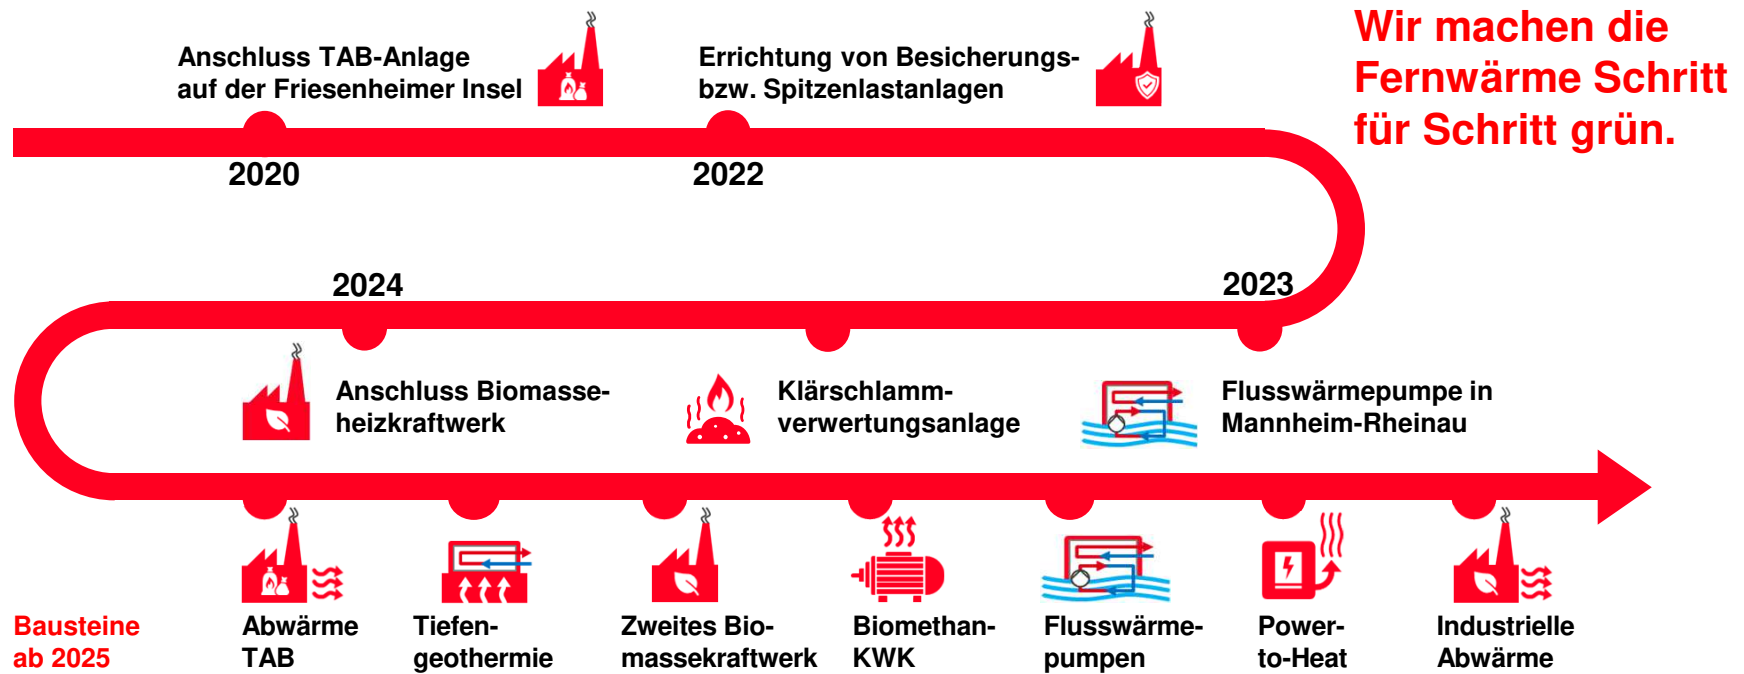 Wir machen die
Fernwärme Schritt
für Schritt grün.
Anschluss TAB-Anlage
auf der Friesenheimer Insel
Errichtung von Besicherungs-
bzw. Spitzenlastanlagen
2020
2022
2024
2023
Anschluss Biomasse-
heizkraftwerk
Klärschlamm-
verwertungsanlage
Flusswärmepumpe in
Mannheim-Rheinau
Bausteine
ab 2025
Abwärme
TAB
Tiefen-
geothermie
Zweites Bio-
massekraftwerk
Biomethan-
KWK
Flusswärme-
pumpen
Power-
to-Heat
Industrielle
Abwärme